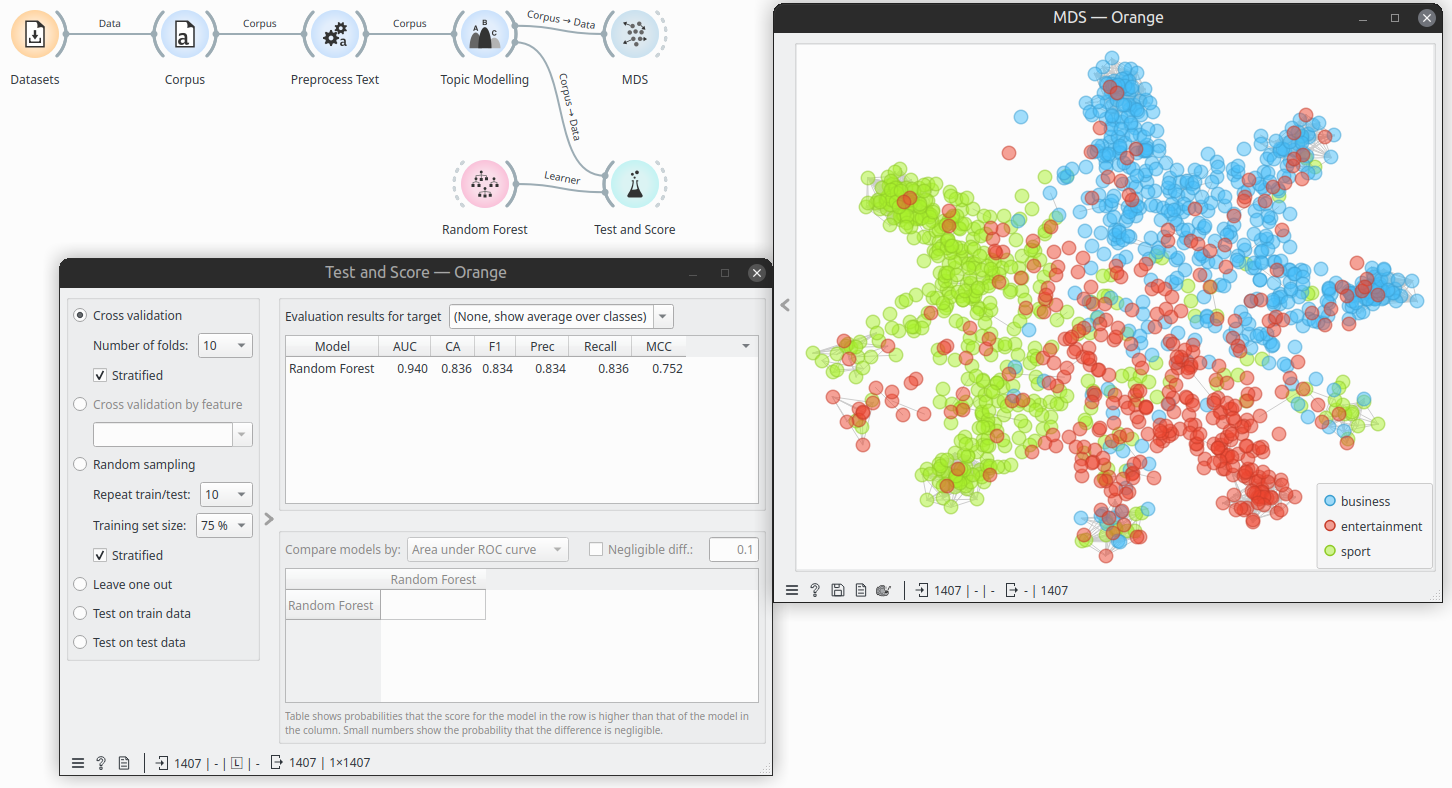 Data
Corpus
Corpus
Corpus → Data
Datasets
Corpus
Preprocess Text
Topic Modelling
MDS
Corpus → Data
Learner
Random Forest
Test and Score
Test and Score — Orange
Cross validation
Number of folds: 10
Stratified
Cross validation by feature
Random sampling
Repeat train/test: 10
Training set size: 75 %
Stratified
Leave one out
Test on train data
Test on test data
Evaluation results for target (None, show average over classes)
Model AUC CA F1 Prec Recall MCC
Random Forest 0.940 0.836 0.834 0.834 0.836 0.752
Compare models by: Area under ROC curve Negligible diff.: 0.1
Random Forest
Random Forest
Table shows probabilities that the score for the model in the row is higher than that of the model in
the column. Small numbers show the probability that the difference is negligible.
1407 | - | L | - 1407 | 1×1407
MDS — Orange
business
entertainment
sport
1407 | - | - - | 1407